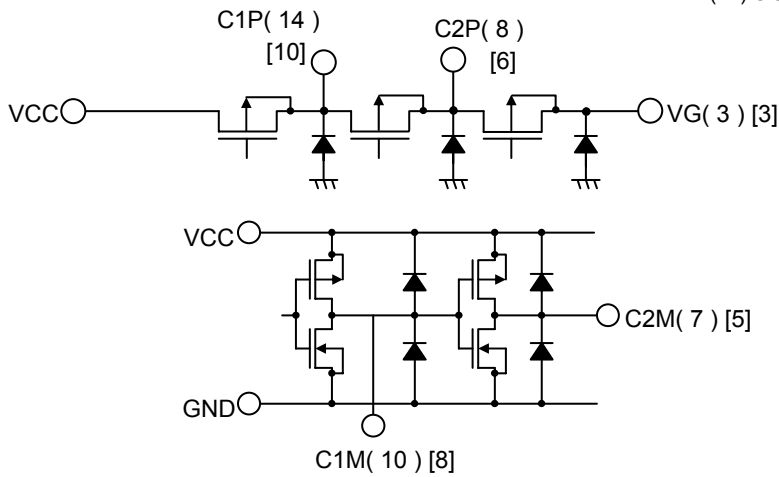 C1P( 14 )
[10]
C2P( 8 )
[6]
VCC
VG( 3 ) [3]
VCC
C2M( 7 ) [5]
GND
C1M( 10 ) [8]